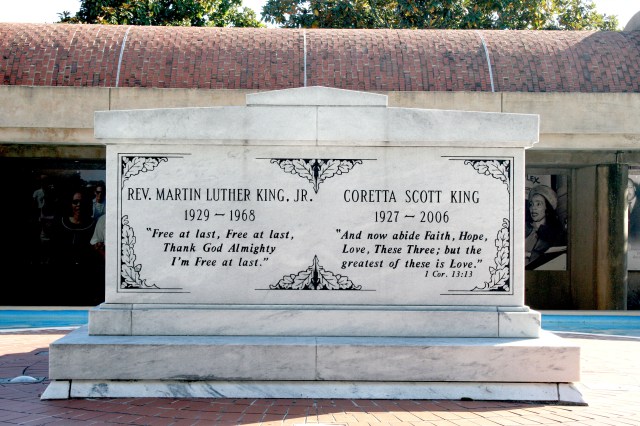 REV. MARTIN LUTHER KING, JR.
1929 ~ 1968
"Free at last, Free at last,
Thank God Almighty
I'm Free at last."
CORETTA SCOTT KING
1927 ~ 2006
"And now abide Faith, Hope,
Love, These Three; but the
greatest of these is Love."
1 Cor. 13:13